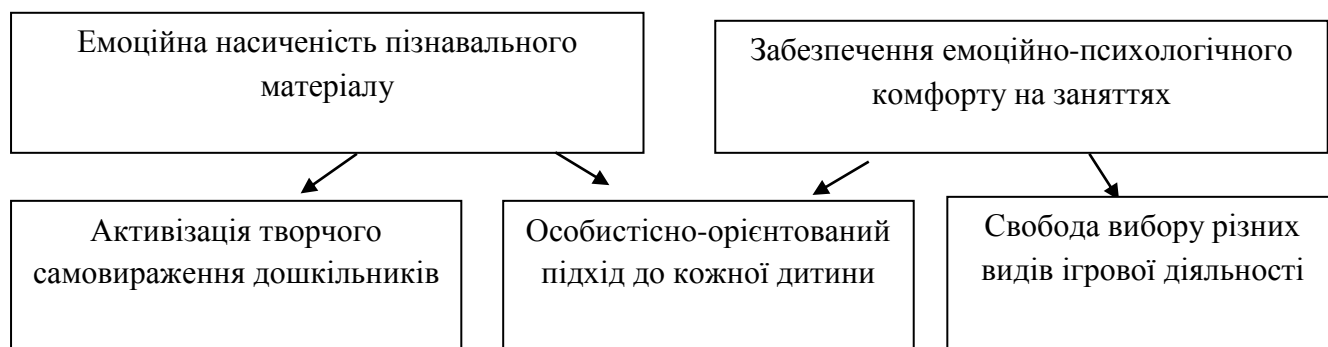 Емоційна насиченість пізнавального
матеріалу
Забезпечення емоційно-психологічного
комфорту на заняттях
Активізація творчого
самовираження дошкільників
Особистісно-орієнтований
підхід до кожної дитини
Свобода вибору різних
видів ігрової діяльності